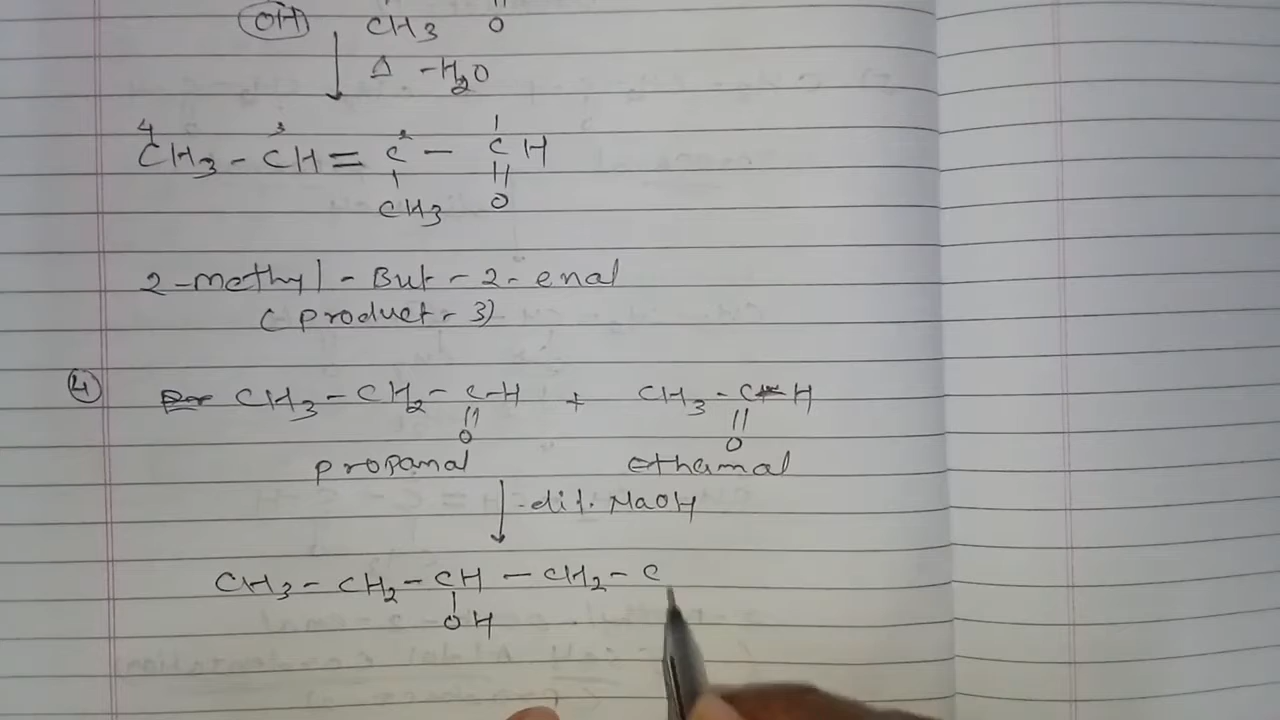 OH CH3 O
Δ -H2O
4 3 2 1
CH3 - CH = C - CH
CH3 O
2-methyl - But - 2 - enal
( product - 3)
4 CH3 - CH2 - C - H + CH3 - C - H
O O
propanal ethanal
dil. NaOH
CH3 - CH2 - CH - CH2 - C
OH